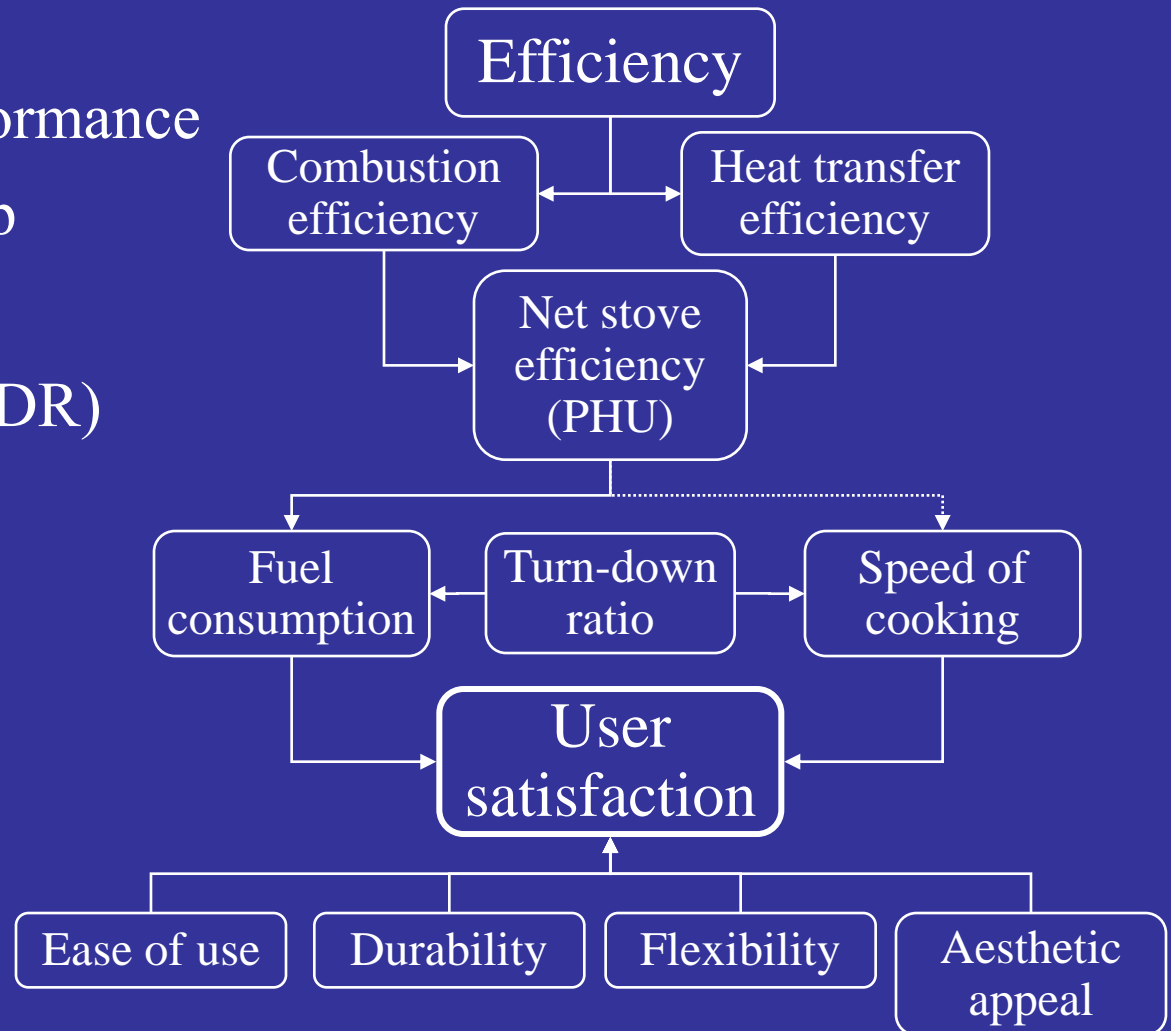 Efficiency
ormance
Combustion
efficiency
Heat transfer
efficiency
Net stove
efficiency
(PHU)
DR)
Fuel
consumption
Turn-down
ratio
Speed of
cooking
User
satisfaction
Ease of use
Durability
Flexibility
Aesthetic
appeal